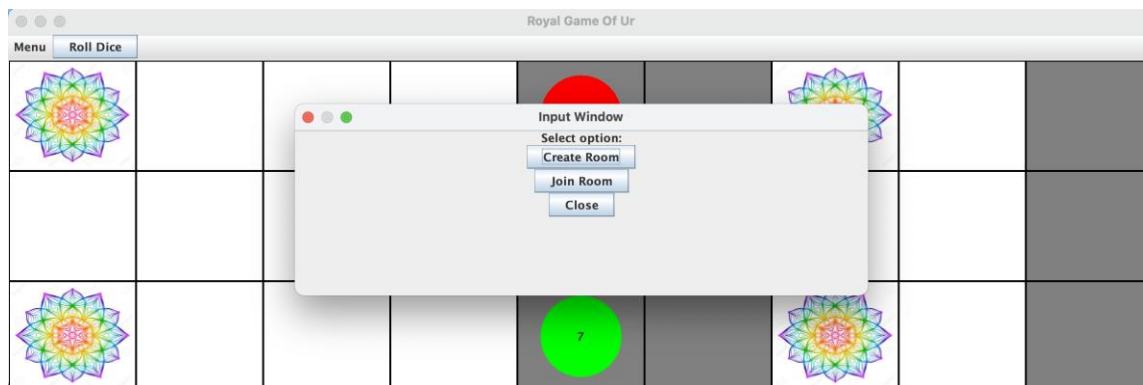 Royal Game Of Ur
Menu Roll Dice
Input Window
Select option:
Create Room
Join Room
Close
7